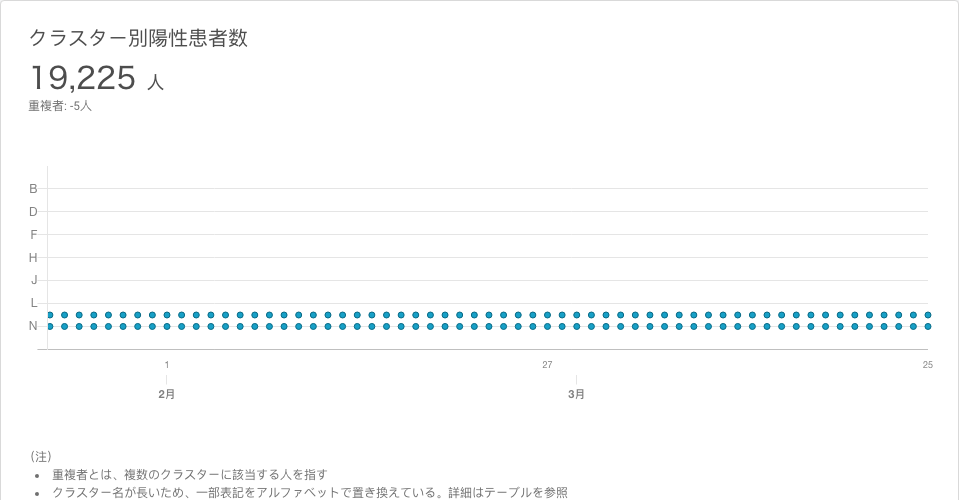 クラスター別陽性患者数
19,225 人
重複者: -5人
B
D
F
H
J
L
N
1 27 25
2月 3月
（注）
• 重複者とは、複数のクラスターに該当する人を指す
• クラスター名が長いため、一部表記をアルファベットで置き換えている。詳細はテーブルを参照